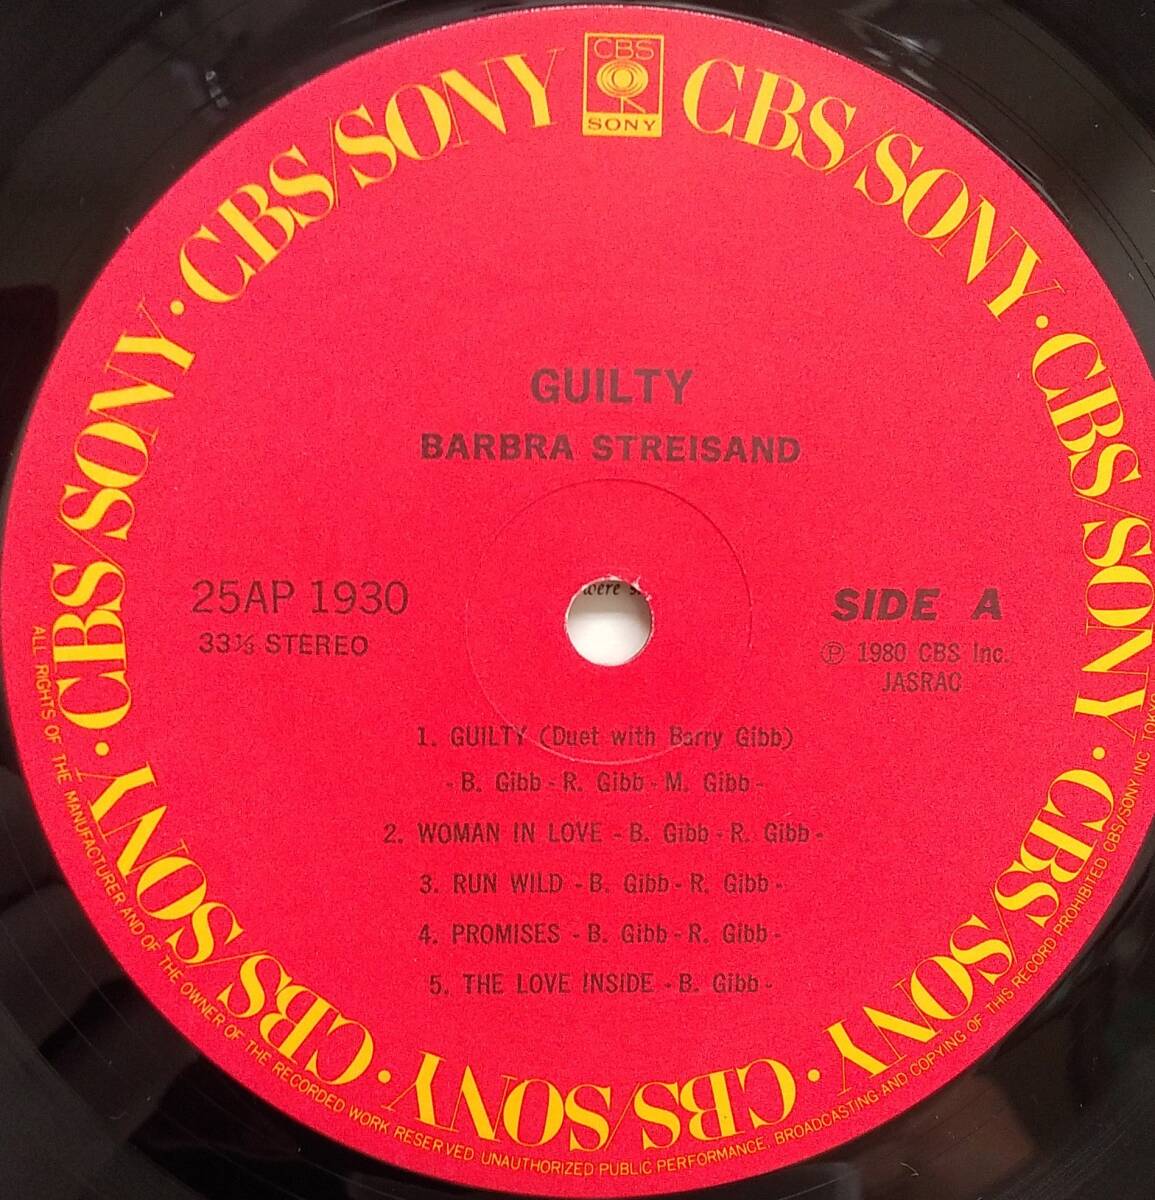 CBS
SONY
CBS/SONY · CBS/SONY · CBS/SONY · CBS/SONY · CBS/SONY · CBS/SONY · CBS/SONY · CBS/SONY
GUILTY
BARBRA STREISAND
25AP 1930
33⅓ STEREO
were
SIDE A
Ⓟ 1980 CBS Inc.
JASRAC
1. GUILTY (Duet with Barry Gibb)
- B. Gibb - R. Gibb - M. Gibb -
2. WOMAN IN LOVE - B. Gibb - R. Gibb -
3. RUN WILD - B. Gibb - R. Gibb -
4. PROMISES - B. Gibb - R. Gibb -
5. THE LOVE INSIDE - B. Gibb -
ALL RIGHTS OF THE MANUFACTURER AND OF THE OWNER OF THE RECORDED WORK RESERVED UNAUTHORIZED PUBLIC PERFORMANCE, BROADCASTING AND COPYING OF THIS RECORD PROHIBITED CBS/SONY INC. TOKYO